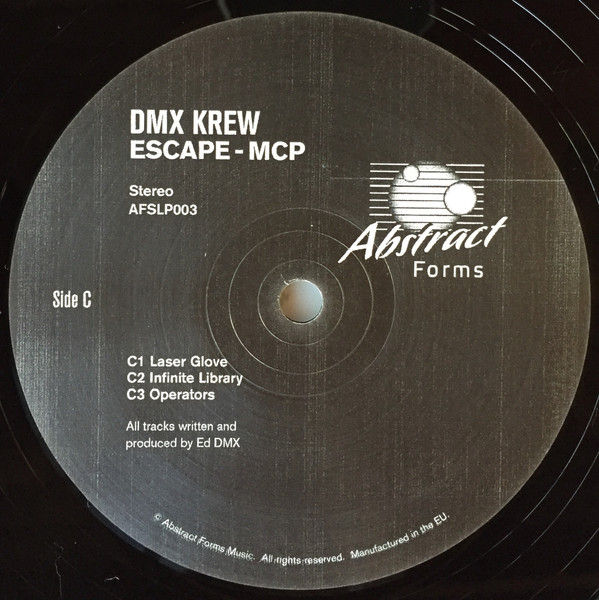 DMX KREW
ESCAPE - MCP
Stereo
AFSLP003
Abstract
Forms
Side C
C1 Laser Glove
C2 Infinite Library
C3 Operators
All tracks written and
produced by Ed DMX
© Abstract Forms Music. All rights reserved. Manufactured in the EU.